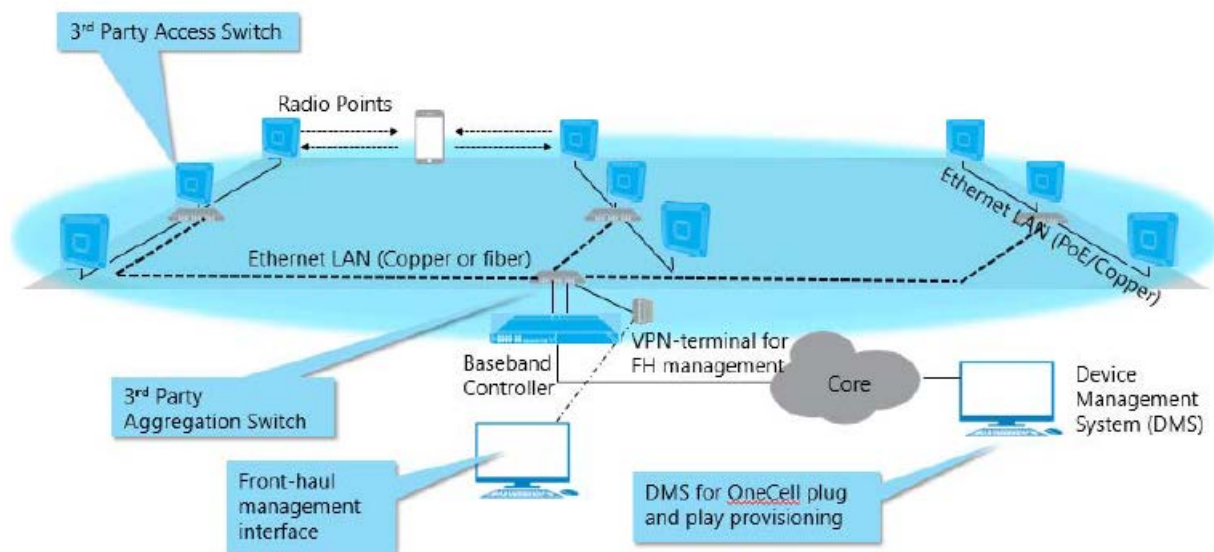 3rd Party Access Switch
Radio Points
Ethernet LAN (PoE/Copper)
Ethernet LAN (Copper or fiber)
VPN-terminal for
FH management
Baseband
Controller
Core
Device
Management
System (DMS)
3rd Party
Aggregation Switch
Front-haul
management
interface
DMS for OneCell plug
and play provisioning